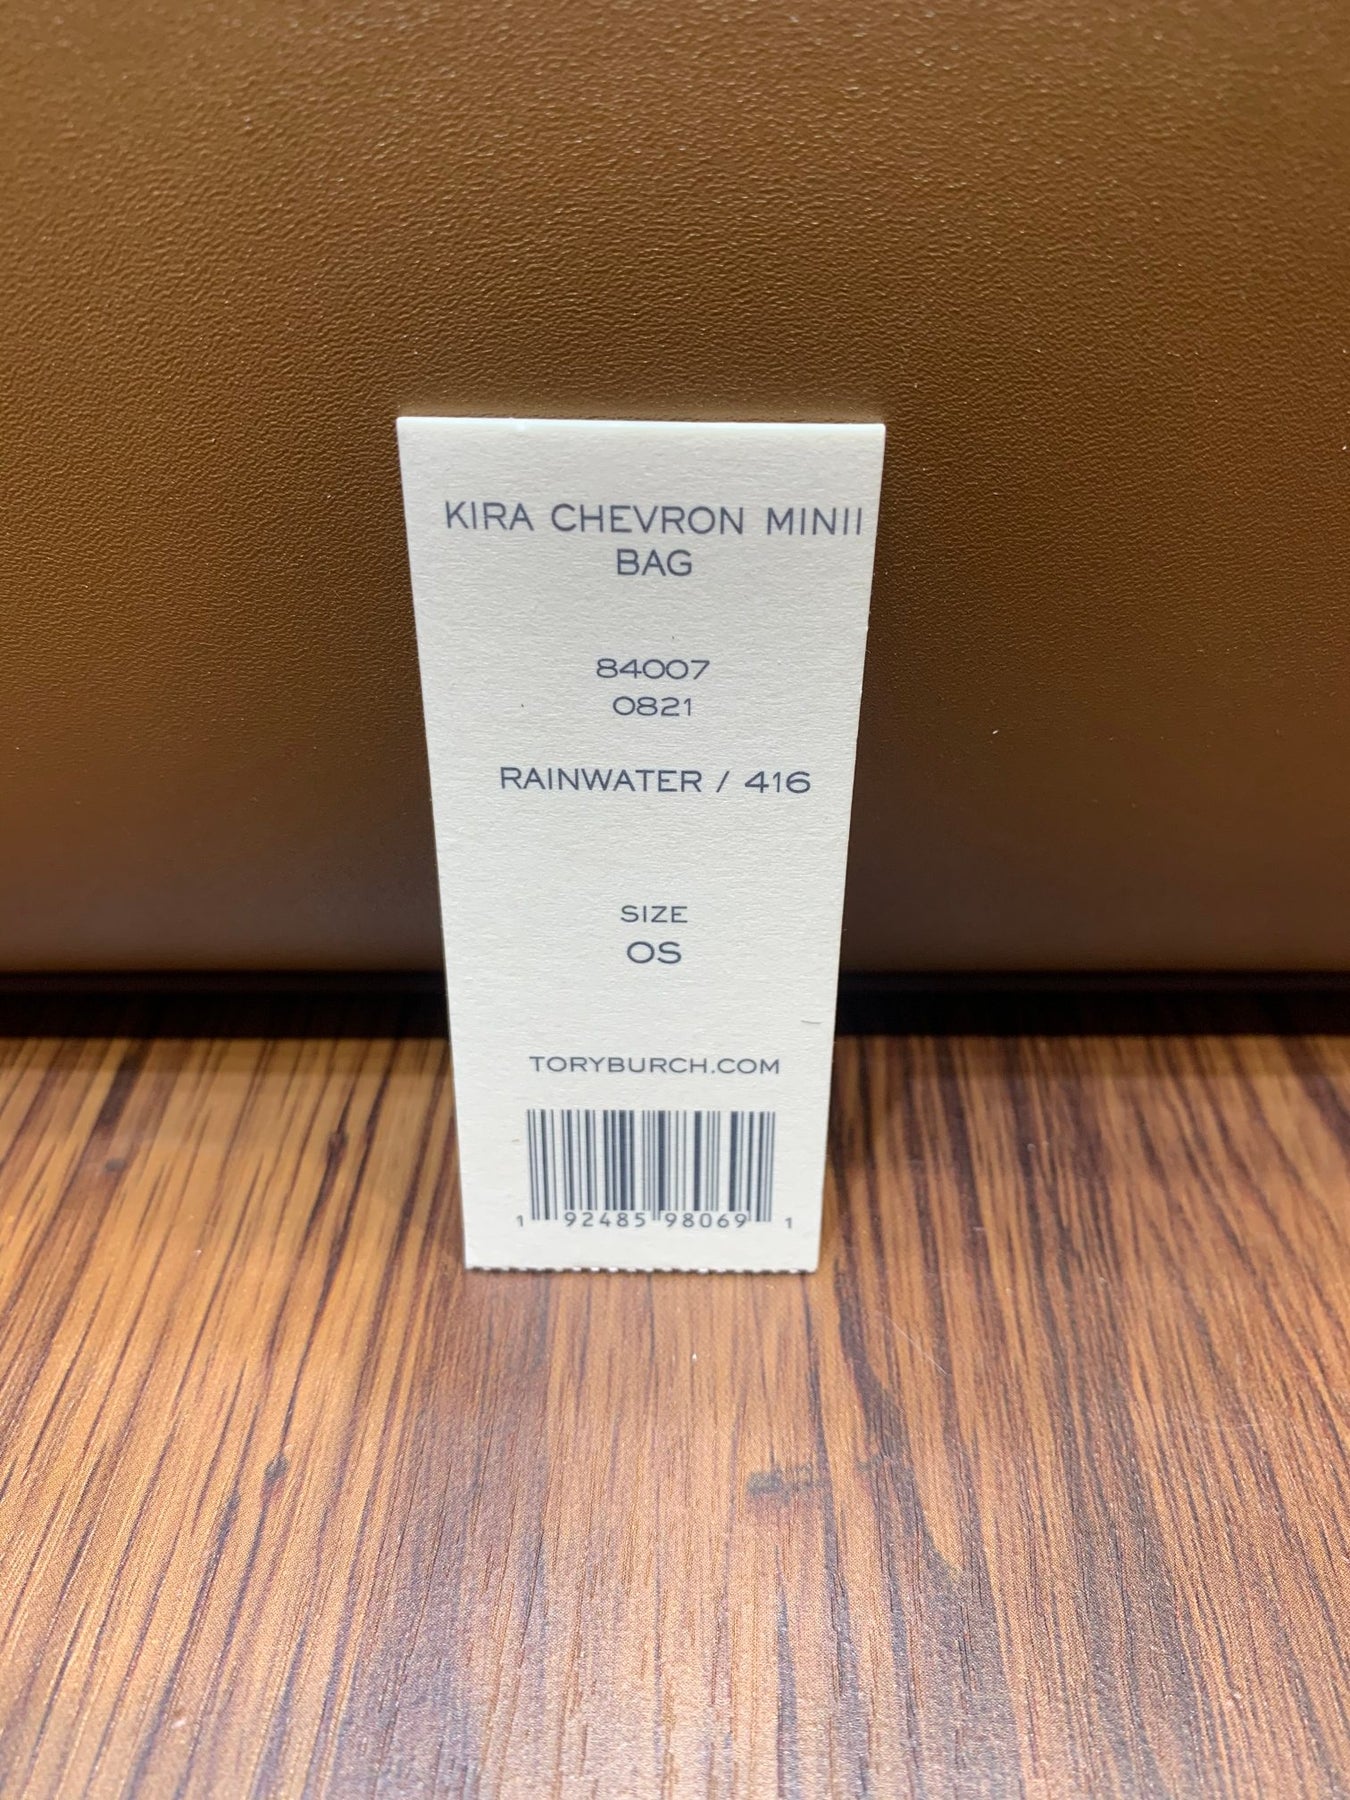 KIRA CHEVRON MINII
BAG
84007
0821
RAINWATER / 416
SIZE
OS
TORYBURCH.COM
1 92485 98069 1